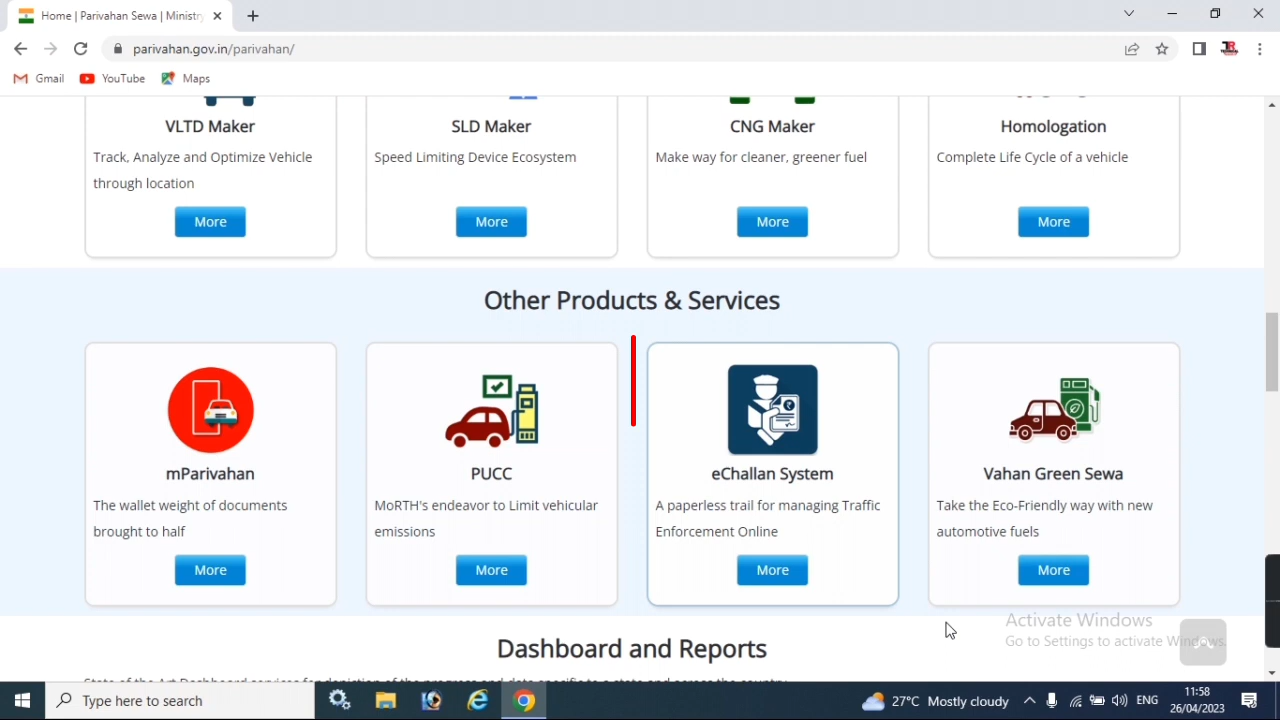 Home | Parivahan Sewa | Ministry
parivahan.gov.in/parivahan/
Gmail YouTube Maps
VLTD Maker
Track, Analyze and Optimize Vehicle
through location
More
SLD Maker
Speed Limiting Device Ecosystem
More
CNG Maker
Make way for cleaner, greener fuel
More
Homologation
Complete Life Cycle of a vehicle
More
Other Products & Services
mParivahan
The wallet weight of documents
brought to half
More
PUCC
MoRTH's endeavor to Limit vehicular
emissions
More
eChallan System
A paperless trail for managing Traffic
Enforcement Online
More
Vahan Green Sewa
Take the Eco-Friendly way with new
automotive fuels
More
Activate Windows
Go to Settings to activate Windows.
Dashboard and Reports
Type here to search
27°C Mostly cloudy
ENG
11:58
26/04/2023